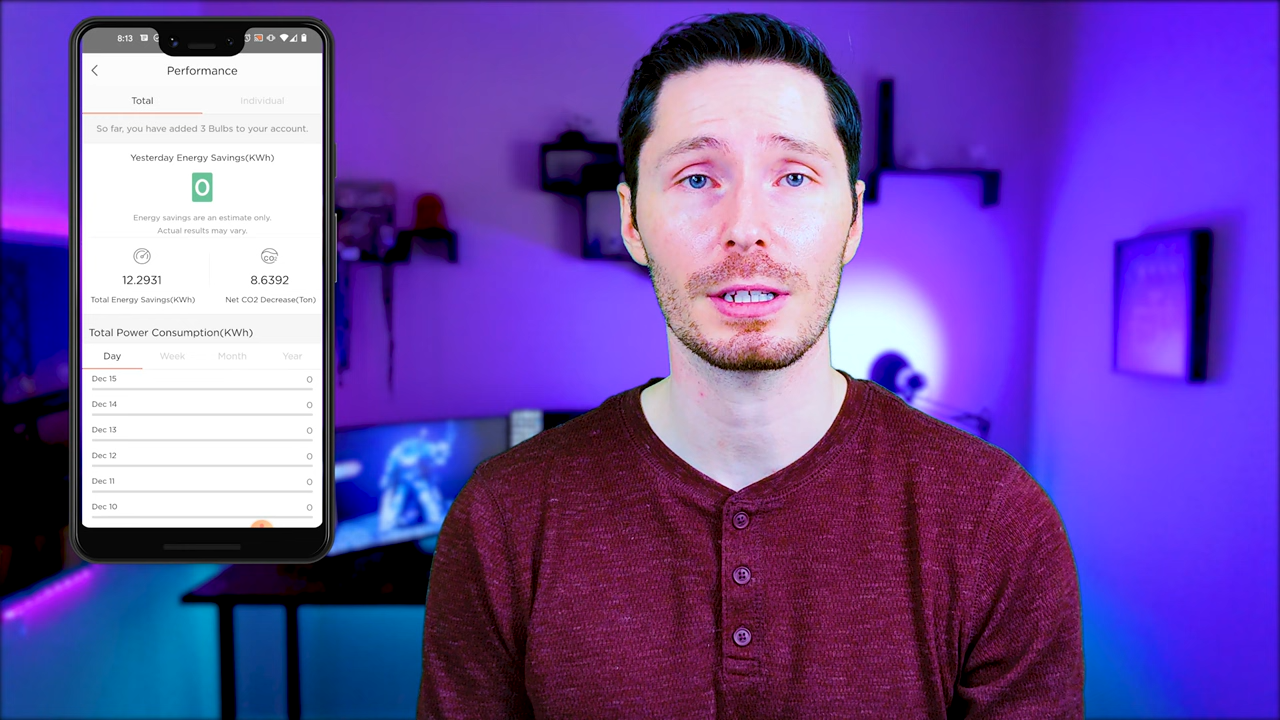 8:13
Performance
Total Individual
So far, you have added 3 Bulbs to your account.
Yesterday Energy Savings(KWh)
0
Energy savings are an estimate only.
Actual results may vary.
CO2
12.2931 8.6392
Total Energy Savings(KWh) Net CO2 Decrease(Ton)
Total Power Consumption(KWh)
Day Week Month Year
Dec 15 0
Dec 14 0
Dec 13 0
Dec 12 0
Dec 11 0
Dec 10 0